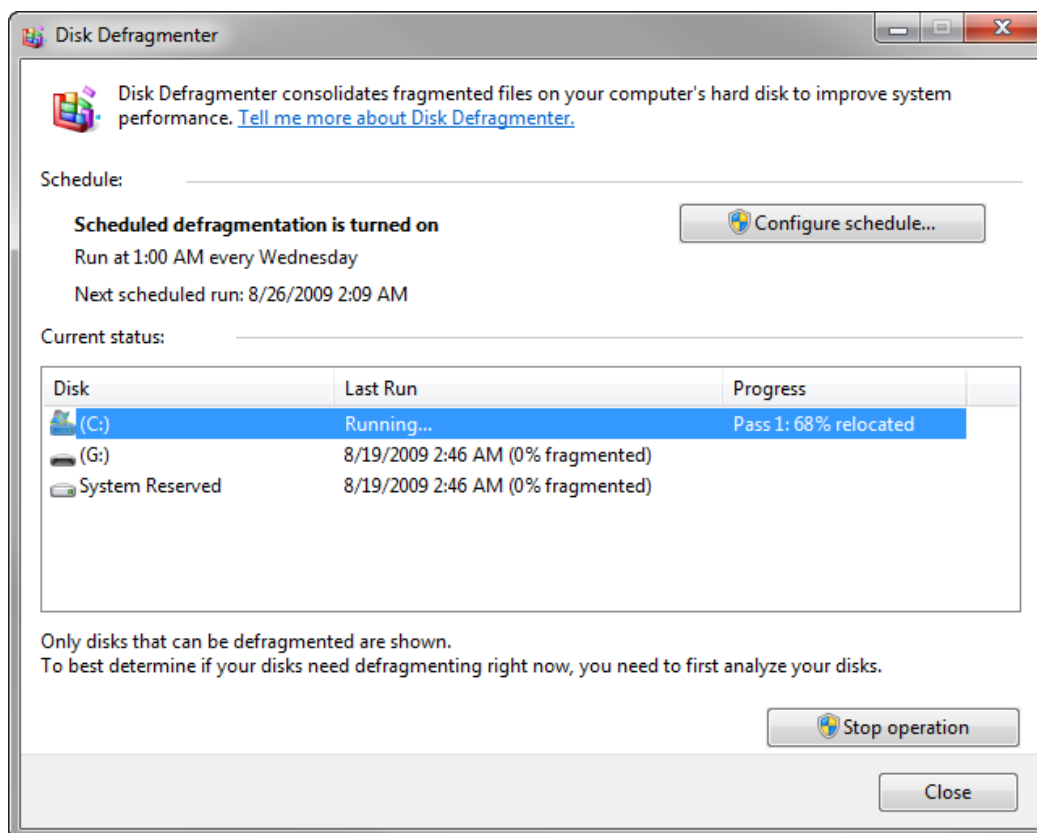 Disk Defragmenter
Disk Defragmenter consolidates fragmented files on your computer's hard disk to improve system
performance. Tell me more about Disk Defragmenter.
Schedule:
Scheduled defragmentation is turned on
Configure schedule...
Run at 1:00 AM every Wednesday
Next scheduled run: 8/26/2009 2:09 AM
Current status:
Disk Last Run Progress
(C:) Running... Pass 1: 68% relocated
(G:) 8/19/2009 2:46 AM (0% fragmented)
System Reserved 8/19/2009 2:46 AM (0% fragmented)
Only disks that can be defragmented are shown.
To best determine if your disks need defragmenting right now, you need to first analyze your disks.
Stop operation
Close